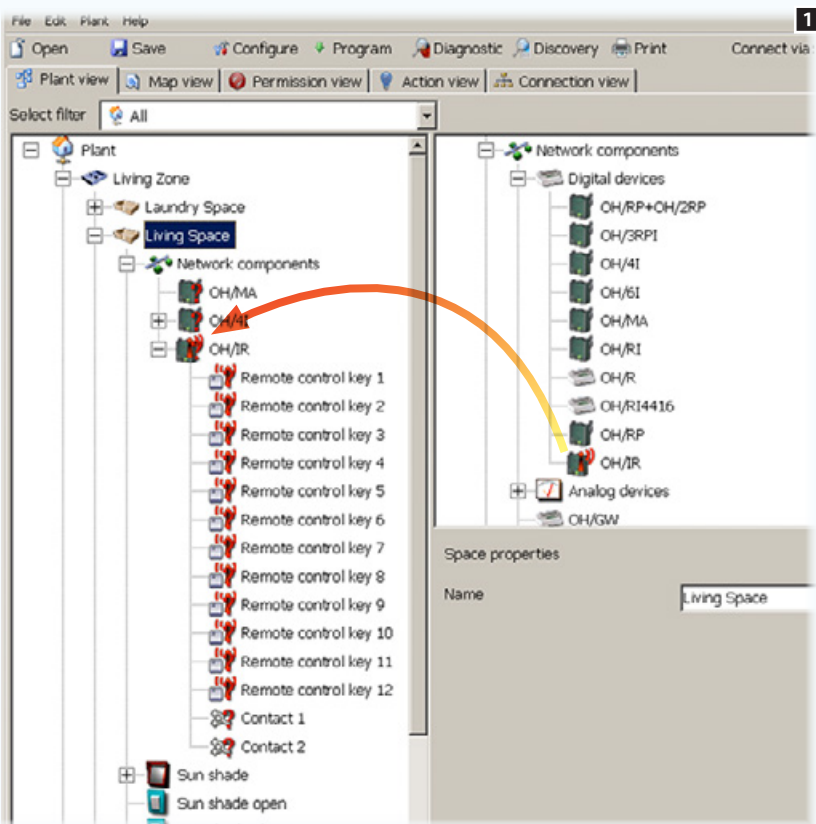 File Edit Plant Help
1
Open Save Configure Program Diagnostic Discovery Print Connect via:
Plant view Map view Permission view Action view Connection view
Select filter All
Plant
Living Zone
Laundry Space
Living Space
Network components
OH/MA
OH/4I
OH/IR
Remote control key 1
Remote control key 2
Remote control key 3
Remote control key 4
Remote control key 5
Remote control key 6
Remote control key 7
Remote control key 8
Remote control key 9
Remote control key 10
Remote control key 11
Remote control key 12
Contact 1
Contact 2
Sun shade
Sun shade open
Network components
Digital devices
OH/RP+OH/2RP
OH/3RPI
OH/4I
OH/6I
OH/MA
OH/RI
OH/R
OH/RI4416
OH/RP
OH/IR
Analog devices
OH/GW
Space properties
Name Living Space